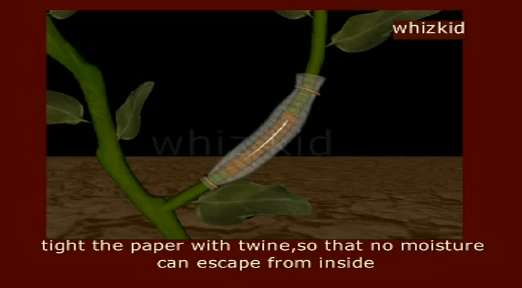 whizkid
whizkid
tight the paper with twine,so that no moisture
can escape from inside